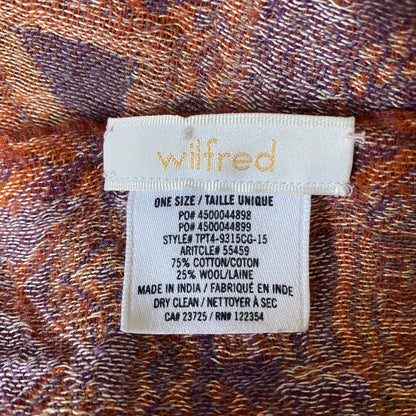 wilfred
ONE SIZE / TAILLE UNIQUE
PO# 4500044898
PO# 4500044899
STYLE# TPT4-9315CG-15
ARITCLE# 55459
75% COTTON/COTON
25% WOOL/LAINE
MADE IN INDIA / FABRIQUÉ EN INDE
DRY CLEAN / NETTOYER À SEC
CA# 23725 / RN# 122354